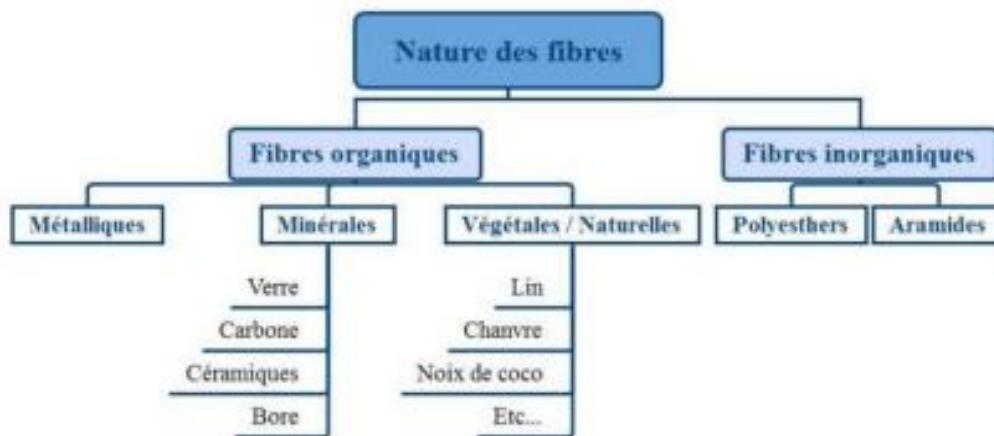 Nature des fibres
Fibres organiques
Fibres inorganiques
Métalliques
Minérales
Végétales / Naturelles
Polyesthers
Aramides
Verre
Carbone
Céramiques
Bore
Lin
Chanvre
Noix de coco
Etc...